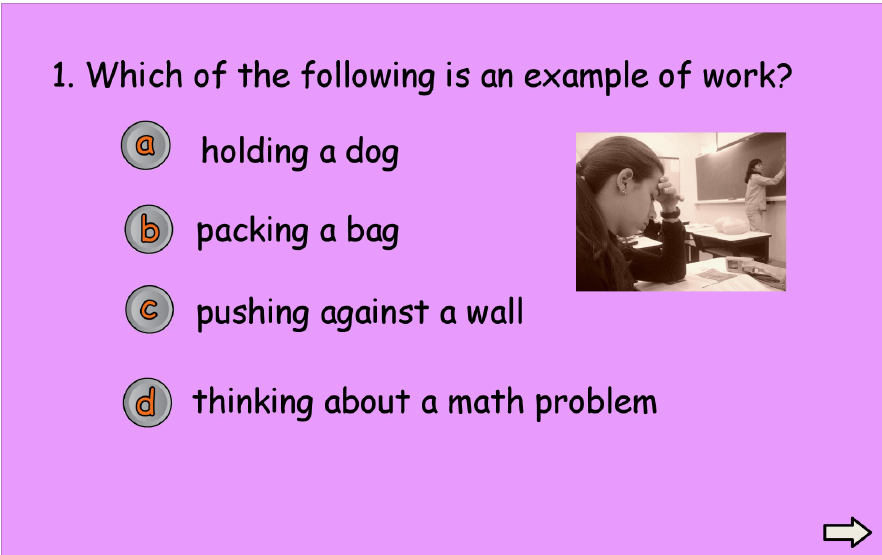 1. Which of the following is an example of work?
a holding a dog
b packing a bag
c pushing against a wall
d thinking about a math problem